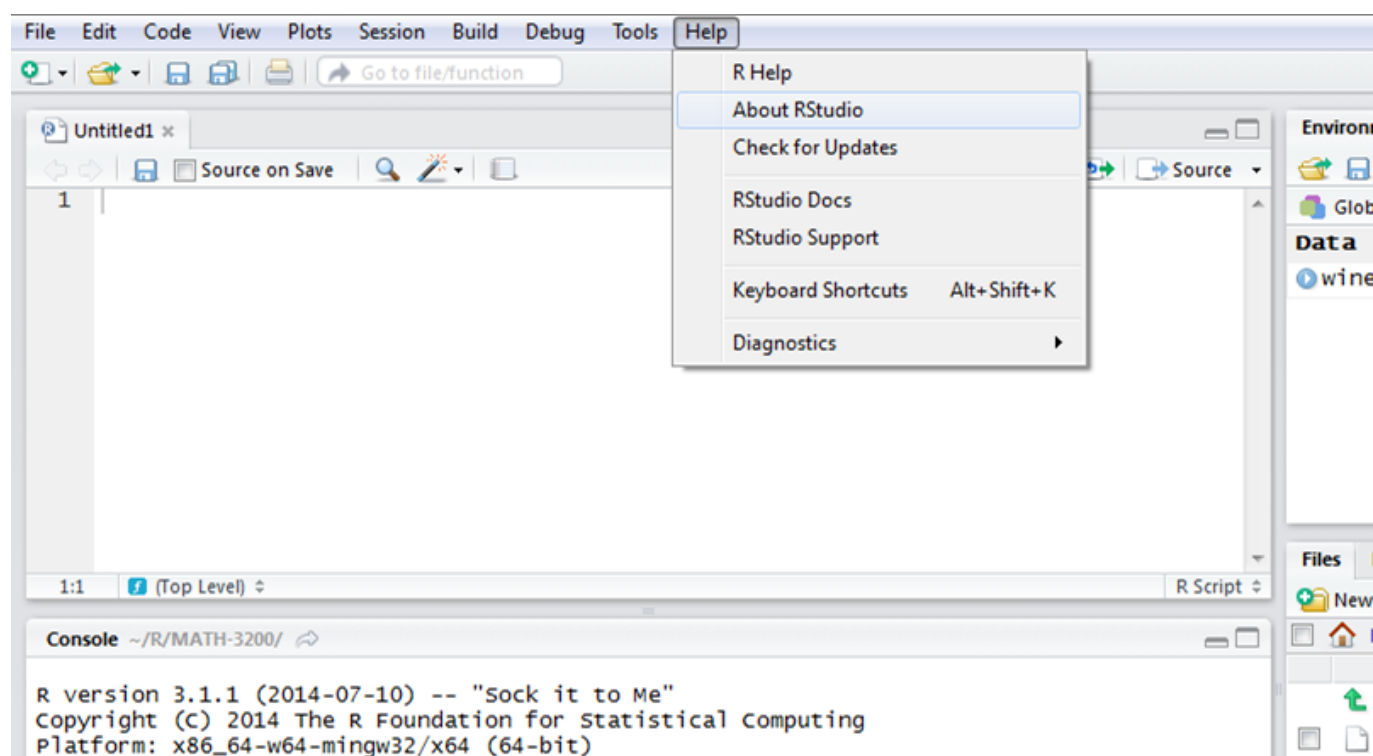 File Edit Code View Plots Session Build Debug Tools Help
Go to file/function
R Help
About RStudio
Check for Updates
RStudio Docs
RStudio Support
Keyboard Shortcuts Alt+Shift+K
Diagnostics
Untitled1
Source on Save
Source
1
1:1 (Top Level) R Script
Console ~/R/MATH-3200/
R version 3.1.1 (2014-07-10) -- "Sock it to Me"
Copyright (C) 2014 The R Foundation for Statistical Computing
Platform: x86_64-w64-mingw32/x64 (64-bit)
Data
wine
Files
New